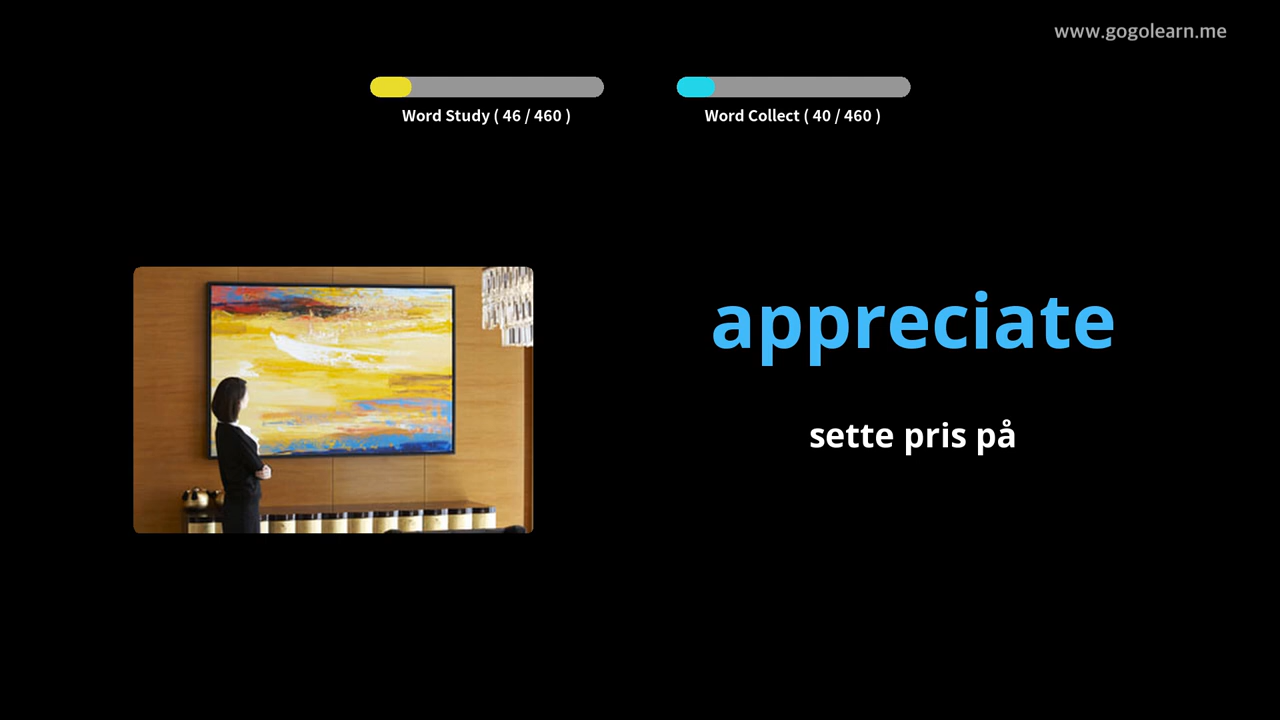 www.gogolearn.me
Word Study ( 46 / 460 )
Word Collect ( 40 / 460 )
appreciate
sette pris på